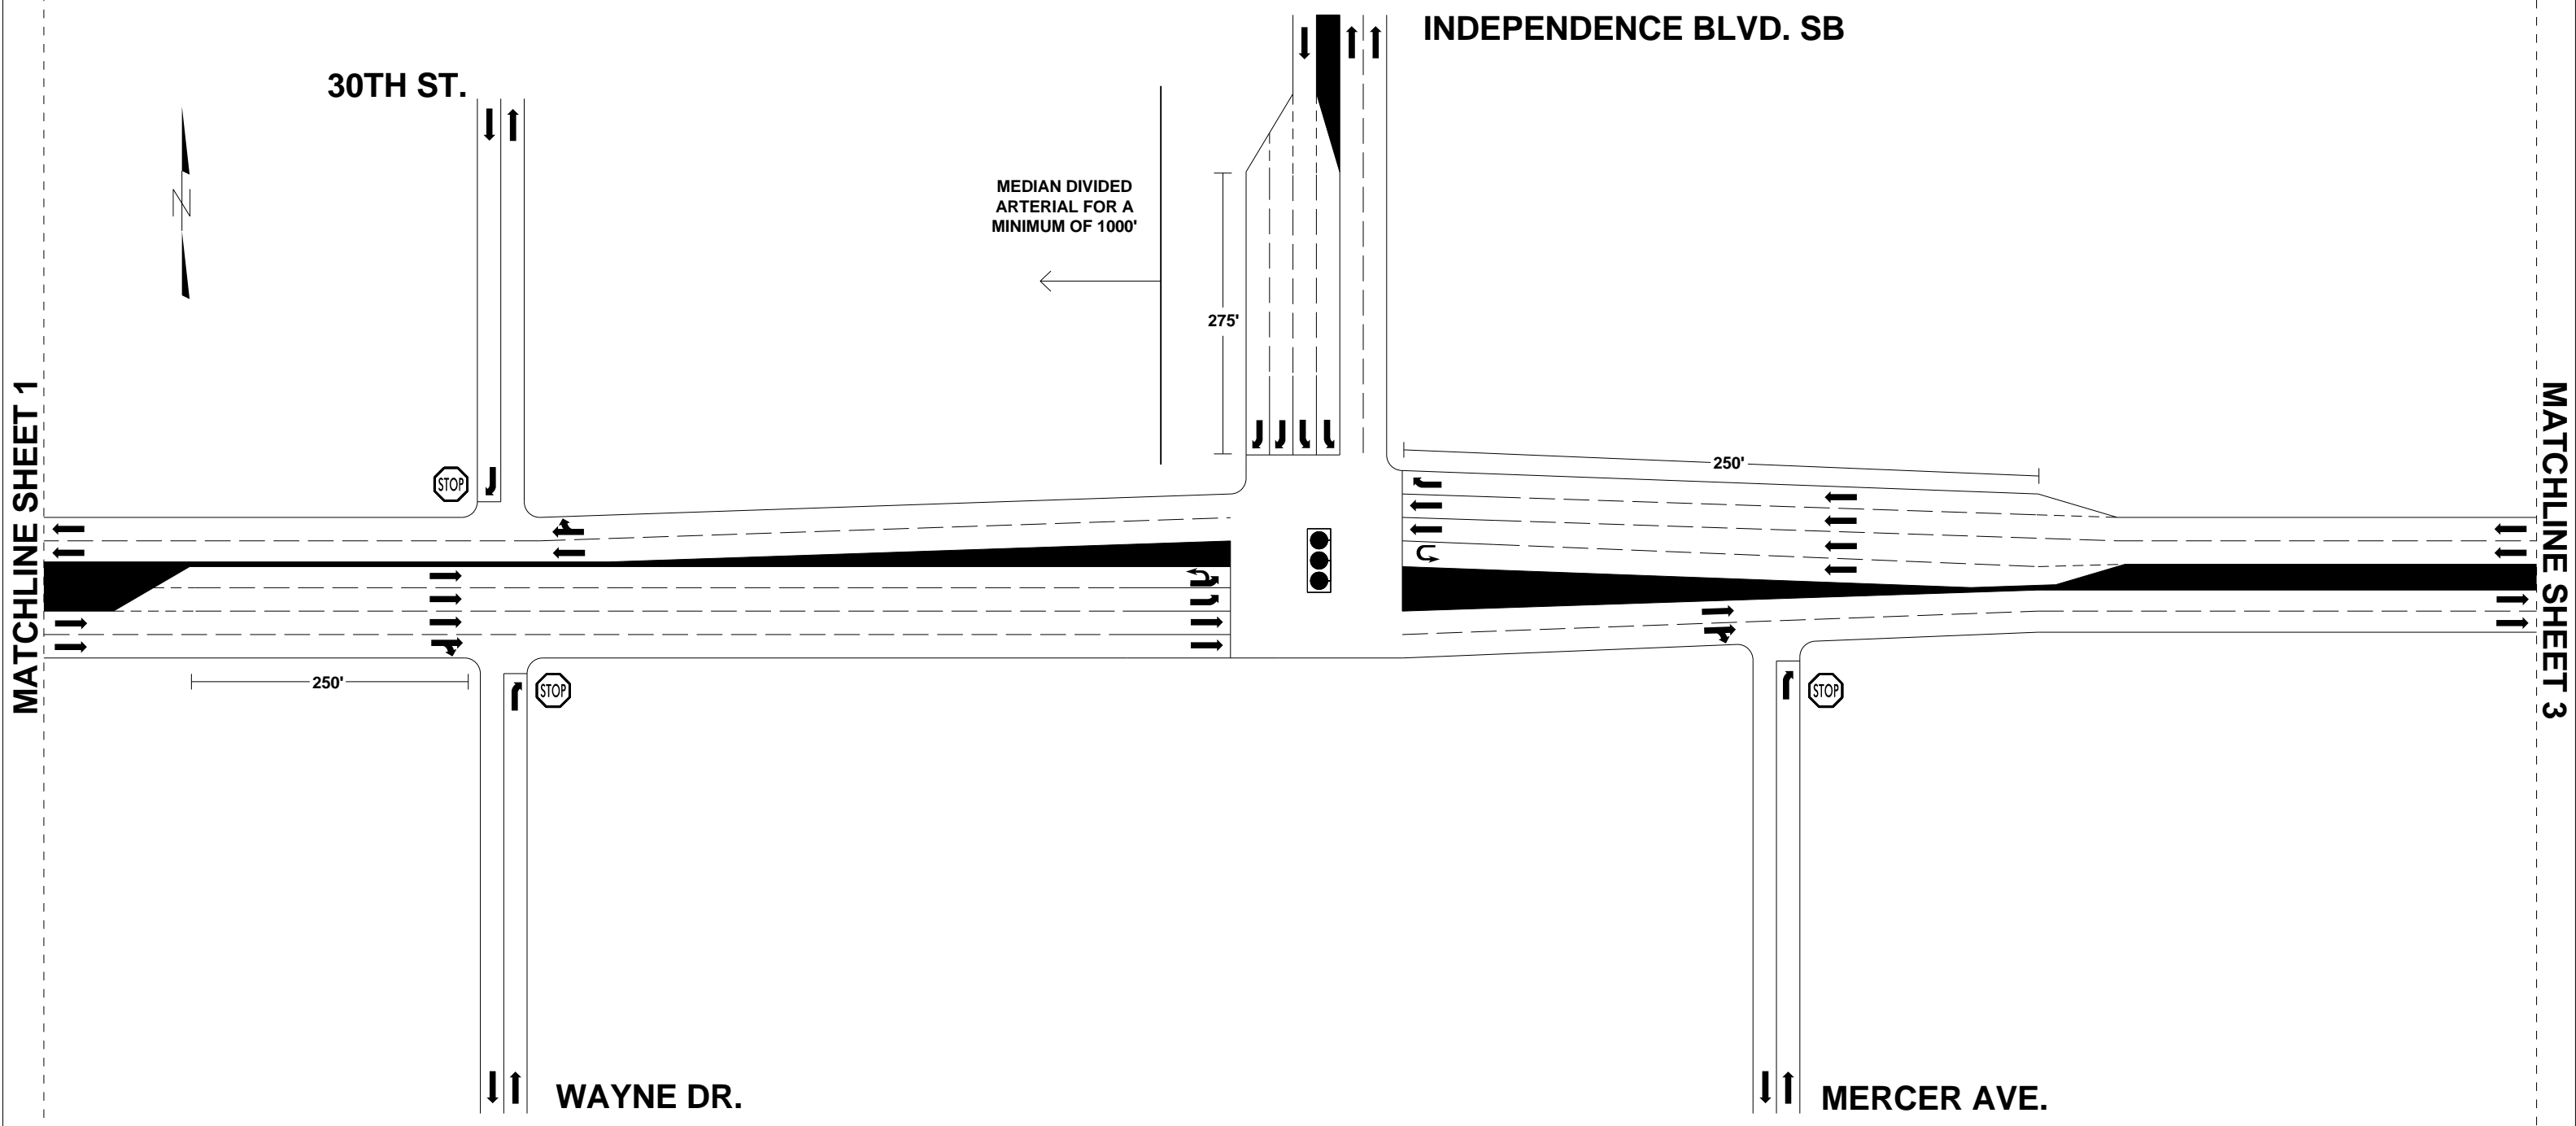 INDEPENDENCE BLVD. SB
30TH ST.
N
MEDIAN DIVIDED
ARTERIAL FOR A
MINIMUM OF 1000'
275'
MATCHLINE SHEET 1
MATCHLINE SHEET 3
250'
STOP
250'
STOP
STOP
WAYNE DR.
MERCER AVE.